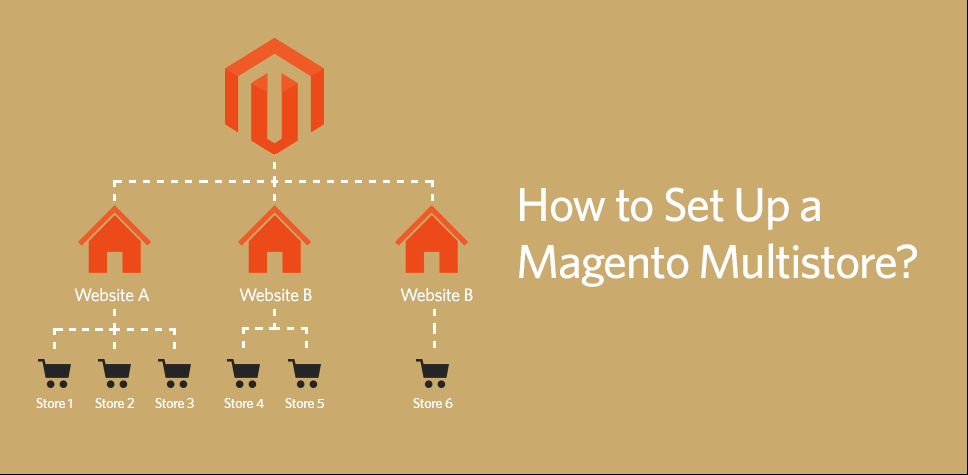 How to Set Up a
Magento Multistore?
Website A
Website B
Website B
Store 1
Store 2
Store 3
Store 4
Store 5
Store 6